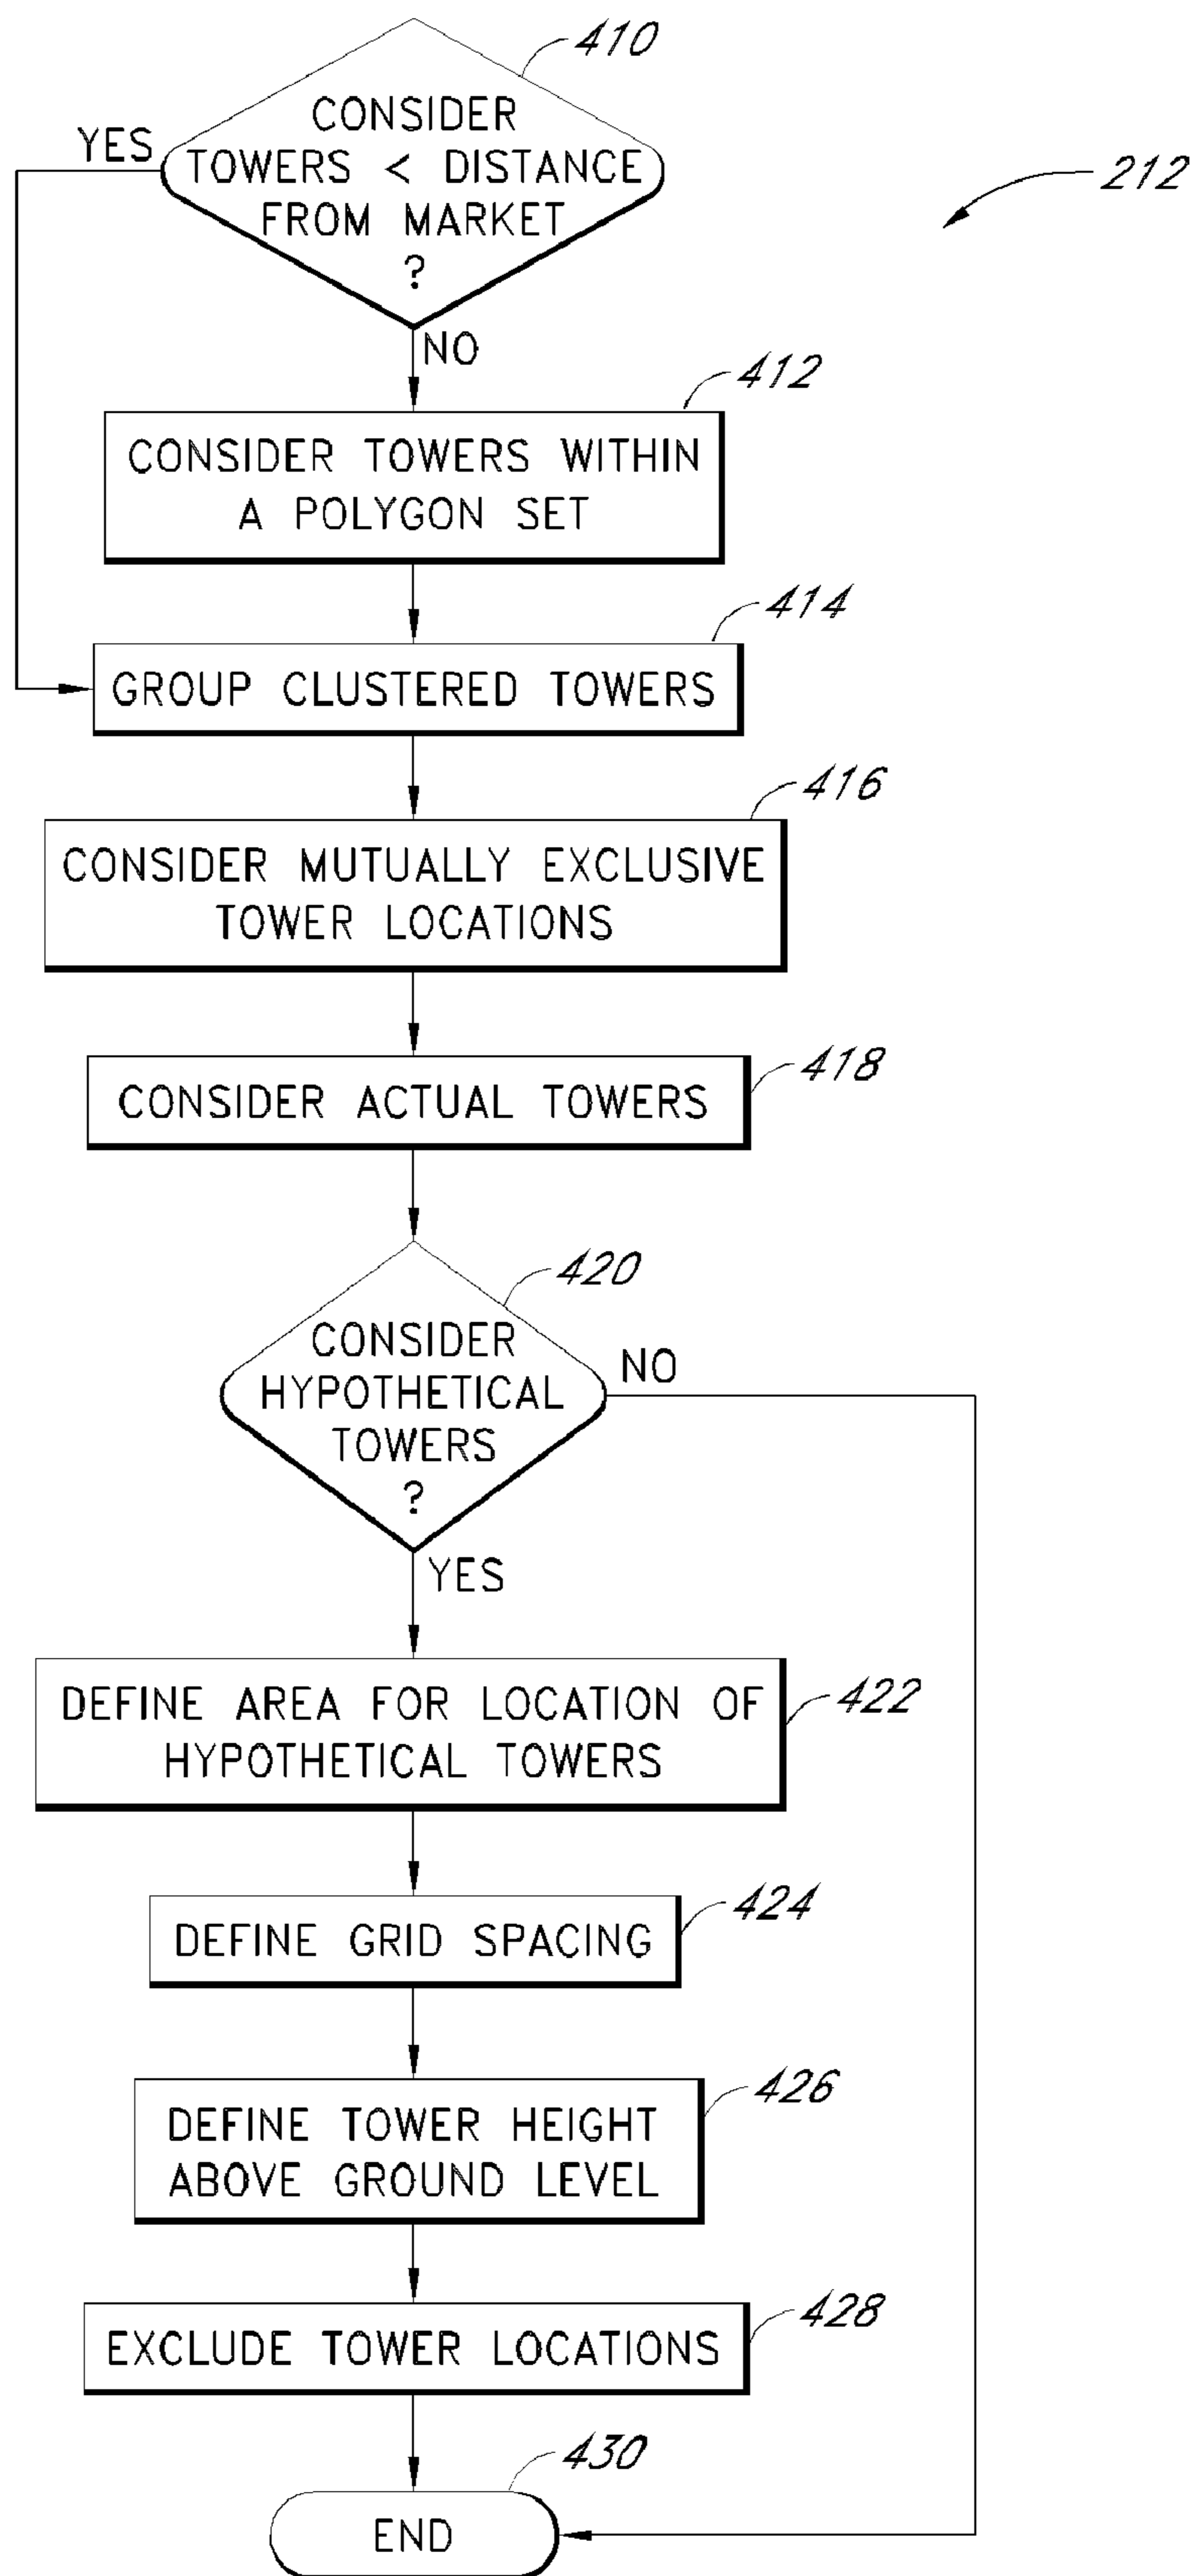 410
CONSIDER
TOWERS < DISTANCE
FROM MARKET
?
YES
212
NO
412
CONSIDER TOWERS WITHIN
A POLYGON SET
414
GROUP CLUSTERED TOWERS
416
CONSIDER MUTUALLY EXCLUSIVE
TOWER LOCATIONS
418
CONSIDER ACTUAL TOWERS
420
CONSIDER
HYPOTHETICAL
TOWERS
?
NO
YES
422
DEFINE AREA FOR LOCATION OF
HYPOTHETICAL TOWERS
424
DEFINE GRID SPACING
426
DEFINE TOWER HEIGHT
ABOVE GROUND LEVEL
428
EXCLUDE TOWER LOCATIONS
430
END